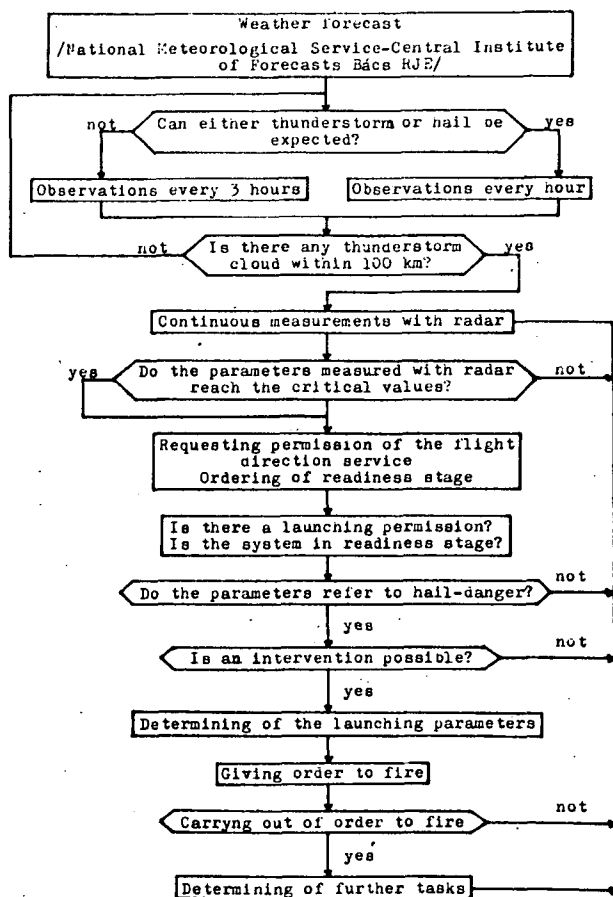 Weather Forecast
/National Meteorological Service-Central Institute
of Forecasts Bács RJE/
not
Can either thunderstorm or hail be
expected?
yes
Observations every 3 hours
Observations every hour
not
Is there any thunderstorm
cloud within 100 km?
yes
Continuous measurements with radar
yes
Do the parameters measured with radar
reach the critical values?
not
Requesting permission of the flight
direction service
Ordering of readiness stage
Is there a launching permission?
Is the system in readiness stage?
Do the parameters refer to hail-danger?
not
yes
Is an intervention possible?
not
yes
Determining of the launching parameters
Giving order to fire
Carryng out of order to fire
not
yes
Determining of further tasks